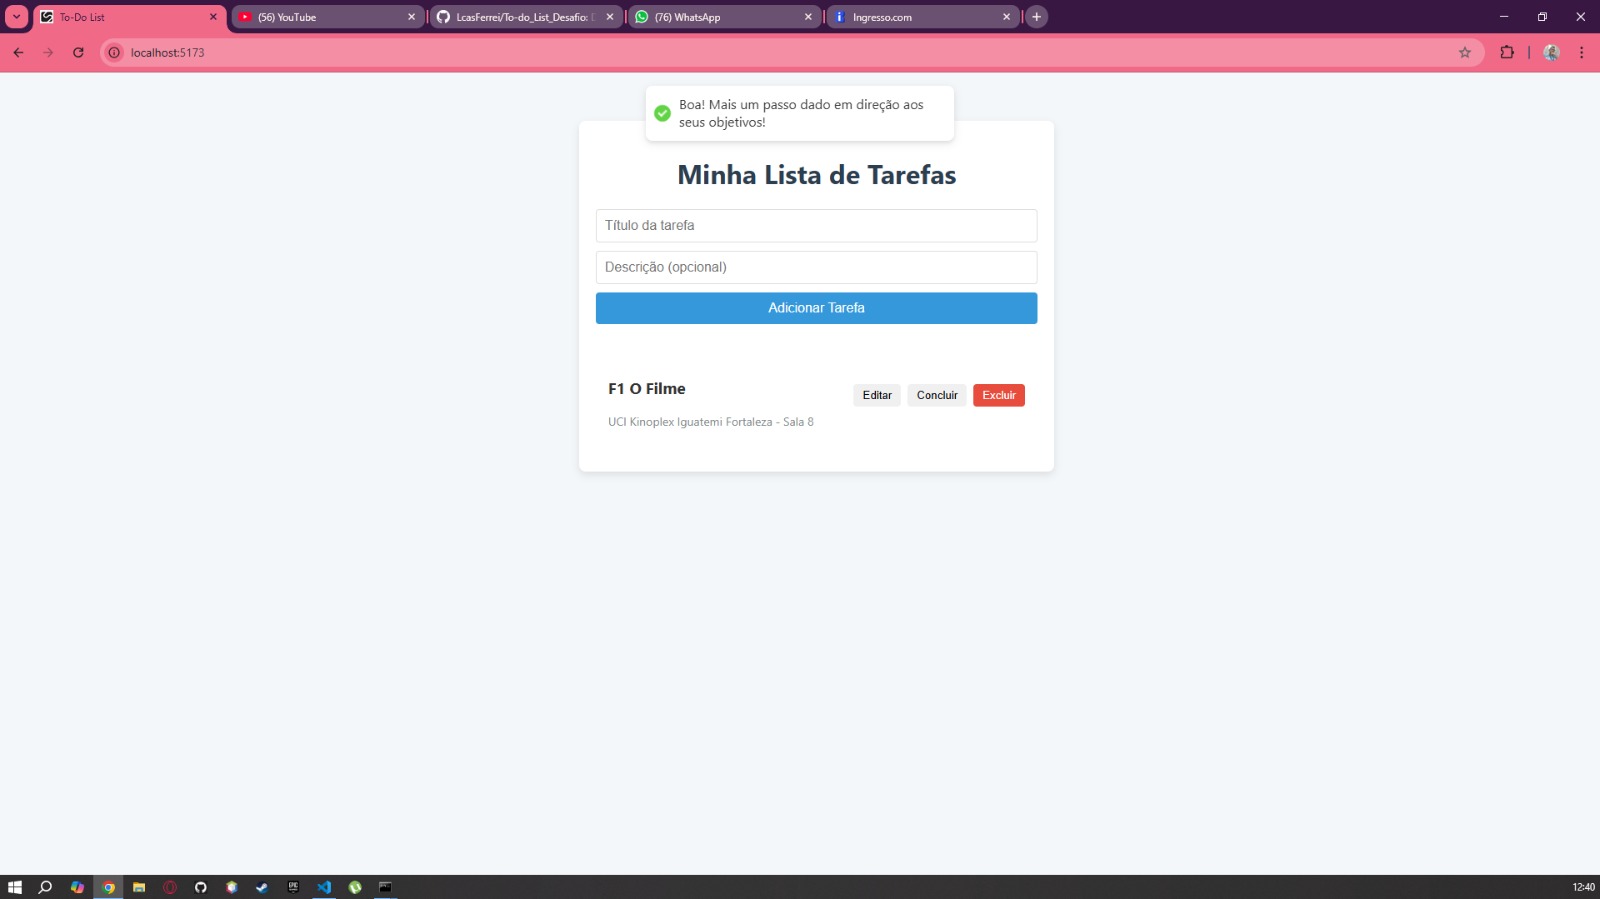 To-Do List
(56) YouTube
LcasFerrei/To-do_List_Desafio: D
(76) WhatsApp
Ingresso.com
localhost:5173
Boa! Mais um passo dado em direção aos
seus objetivos!
Minha Lista de Tarefas
Título da tarefa
Descrição (opcional)
Adicionar Tarefa
F1 O Filme
Editar
Concluir
Excluir
UCI Kinoplex Iguatemi Fortaleza - Sala 8
EPIC
12:40